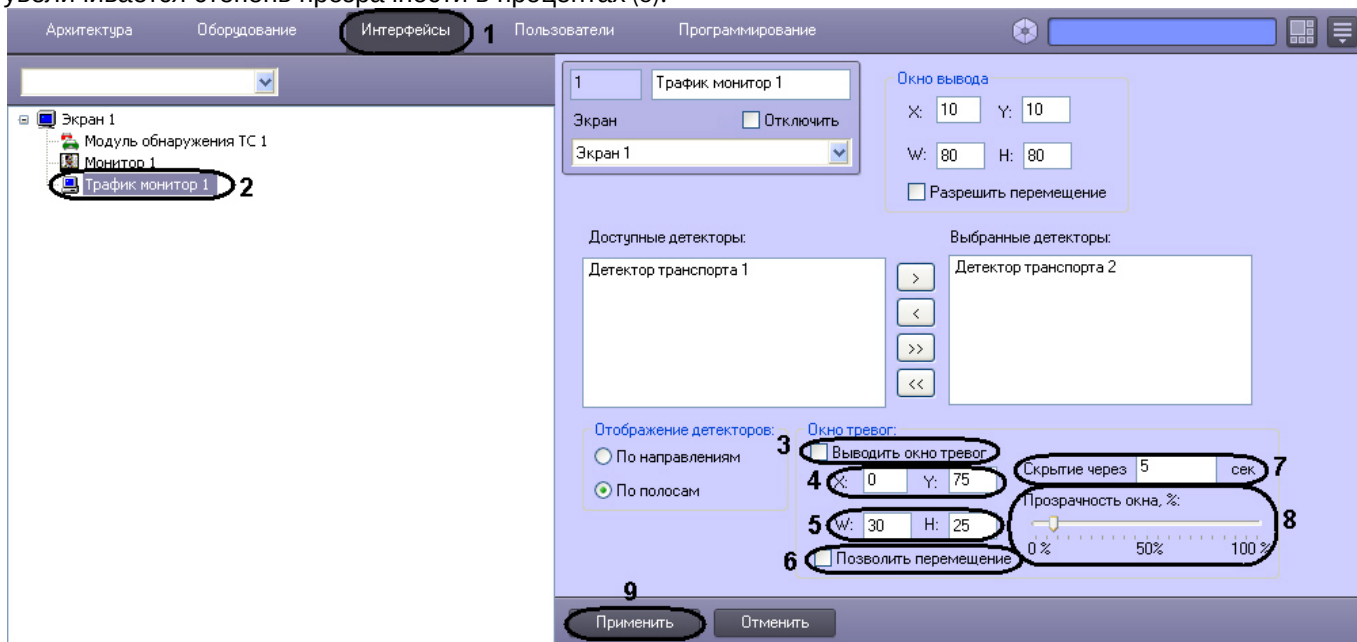 увеличивается степень прозрачности в процентах (8).
Архитектура Оборудование Интерфейсы 1 Пользователи Программирование
1 Трафик монитор 1
Экран Отключить
Экран 1
Окно вывода
X: 10 Y: 10
W: 80 H: 80
Разрешить перемещение
Экран 1
Модуль обнаружения ТС 1
Монитор 1
Трафик монитор 1 2
Доступные детекторы: Выбранные детекторы:
Детектор транспорта 1 > Детектор транспорта 2
<
>>
<<
Отображение детекторов:
По направлениям
По полосам
Окно тревог:
3 Выводить окно тревог
4 X: 0 Y: 75
5 W: 30 H: 25
6 Позволить перемещение
Скрытие через 5 сек 7
Прозрачность окна, %:
8
0 % 50% 100 %
9
Применить Отменить